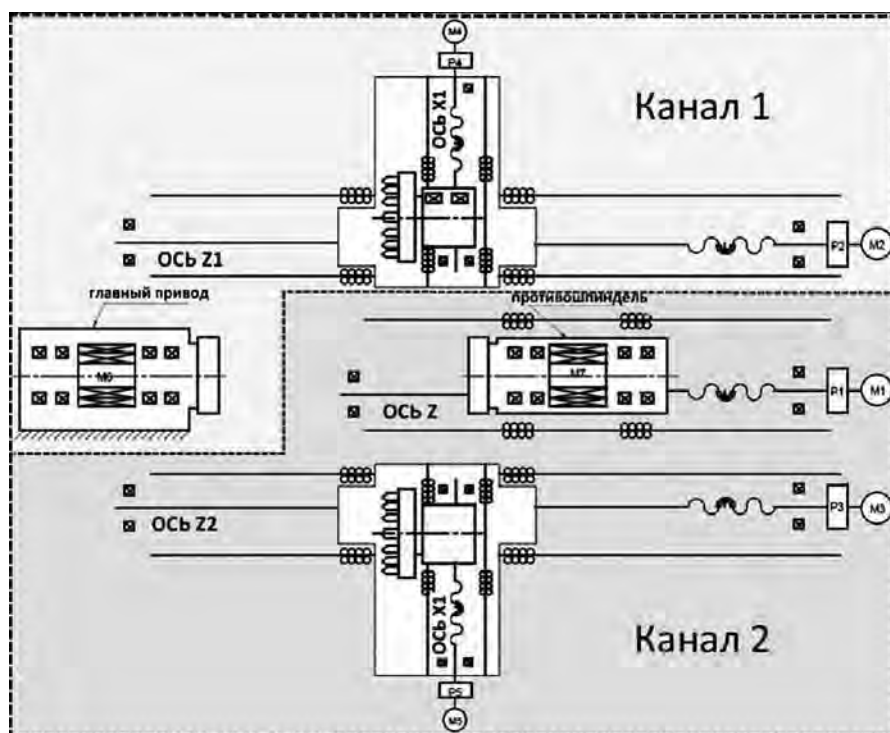 M4
P4
ОСЬ X1
Канал 1
ОСЬ Z1
P2
M2
главный привод
противошпиндель
M6
M7
ОСЬ Z
P1
M1
ОСЬ Z2
P3
M3
ОСЬ X1
Канал 2
P5
M5